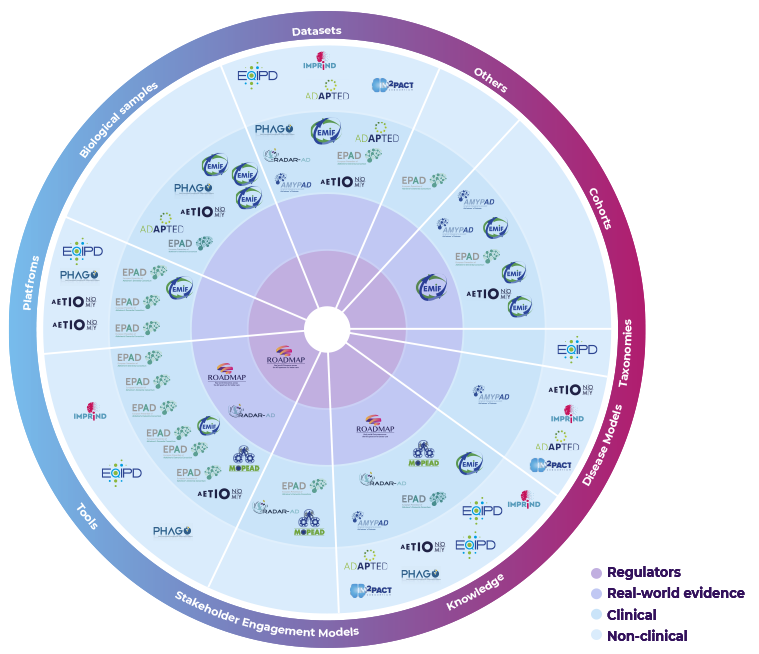 Datasets
Others
Cohorts
Taxonomies
Disease Models
Knowledge
Stakeholder Engagement Models
Tools
Platfroms
Biological samples
EQIPD
IMPRIND
ADAPTED
IM2PACT
PHAGO
EMIF
ADAPTED
RADAR-AD
EPAD
AMYPAD
AETIONOMY
EPAD
AMYPAD
AMYPAD
EMIF
EPAD
EMIF
AETIONOMY
EMIF
EMIF
EQIPD
AMYPAD
AETIONOMY
IMPRIND
ADAPTED
IM2PACT
ROADMAP
MOPEAD
EMIF
RADAR-AD
EPAD
AMYPAD
IMPRIND
EQIPD
AETIONOMY
EQIPD
ADAPTED
PHAGO
IM2PACT
EPAD
RADAR-AD
MOPEAD
ROADMAP
ROADMAP
RADAR-AD
EPAD
EPAD
EPAD
EPAD
EMIF
EPAD
MOPEAD
EPAD
AETIONOMY
IMPRIND
EQIPD
PHAGO
EQIPD
PHAGO
AETIONOMY
AETIONOMY
EPAD
EMIF
EPAD
EPAD
EMIF
EMIF
PHAGO
EMIF
AETIONOMY
ADAPTED
EPAD
Regulators
Real-world evidence
Clinical
Non-clinical